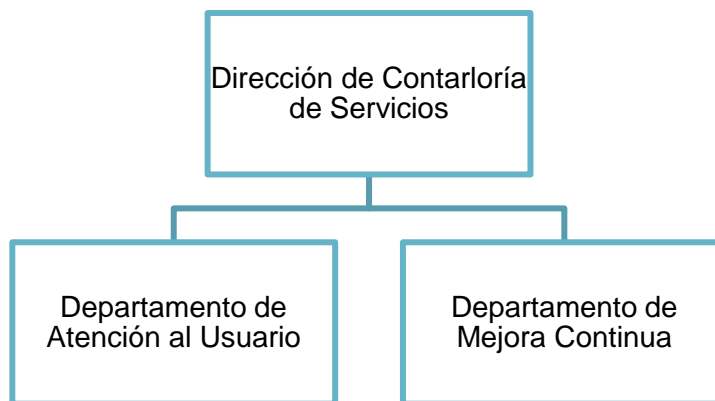 Dirección de Contarloría
de Servicios
Departamento de
Atención al Usuario
Departamento de
Mejora Continua